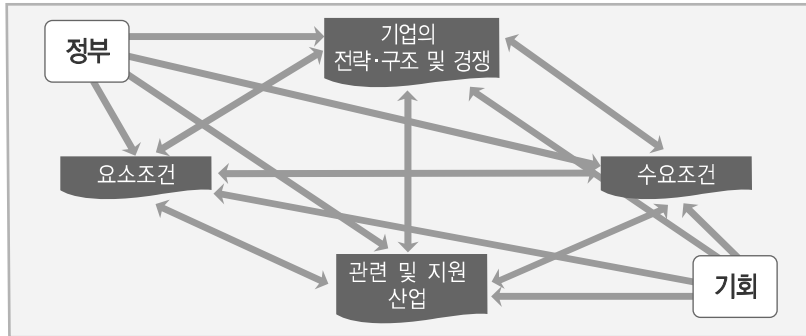 정부
기업의
전략·구조 및 경쟁
요소조건
수요조건
관련 및 지원
산업
기회